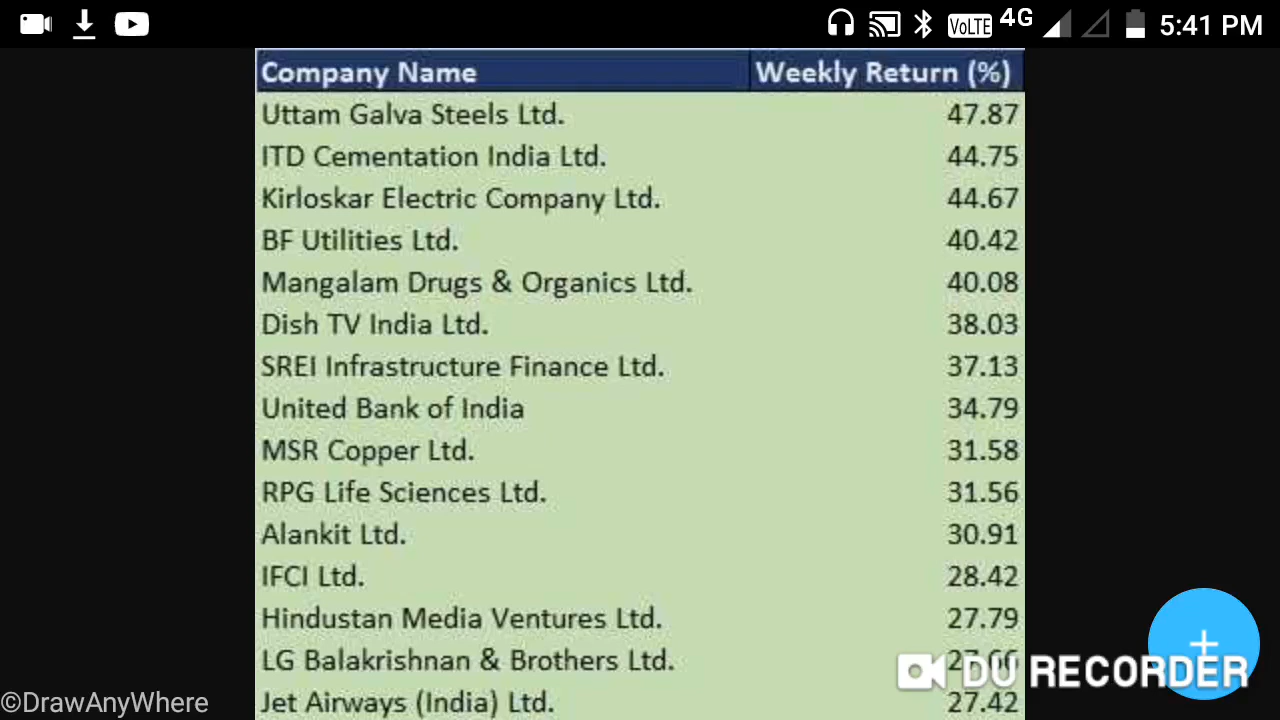 VoLTE 4G 5:41 PM
Company Name Weekly Return (%)
Uttam Galva Steels Ltd. 47.87
ITD Cementation India Ltd. 44.75
Kirloskar Electric Company Ltd. 44.67
BF Utilities Ltd. 40.42
Mangalam Drugs & Organics Ltd. 40.08
Dish TV India Ltd. 38.03
SREI Infrastructure Finance Ltd. 37.13
United Bank of India 34.79
MSR Copper Ltd. 31.58
RPG Life Sciences Ltd. 31.56
Alankit Ltd. 30.91
IFCI Ltd. 28.42
Hindustan Media Ventures Ltd. 27.79
LG Balakrishnan & Brothers Ltd.
DU RECORDER
Jet Airways (India) Ltd. 27.42
©DrawAnyWhere